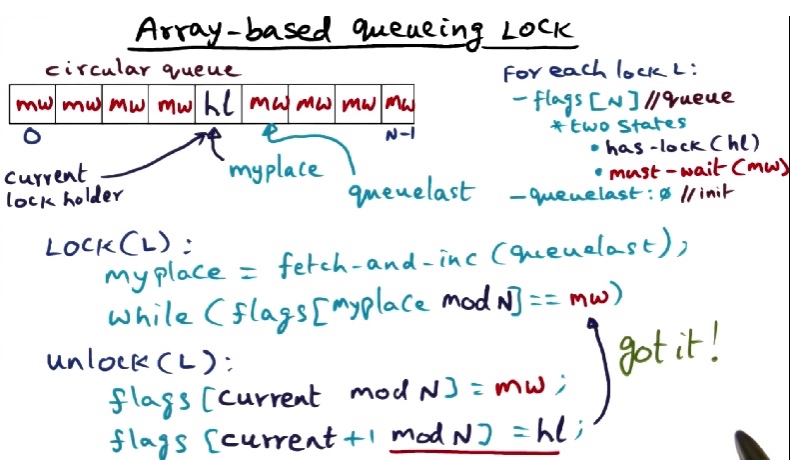 Array-based queueing LOCK
circular queue
mw mw mw mw hl mw mw mw mw
0 N-1
current
lock holder
myplace
queuelast
For each lock L:
- flags[N] //queue
* two states
• has-lock (hl)
• must-wait (mw)
- queuelast: ø //init
LOCK(L):
myplace = fetch-and-inc (queuelast);
while (flags[myplace mod N] == mw)
unlock(L):
flags [current mod N] = mw;
flags [current+1 mod N] = hl;
got it!